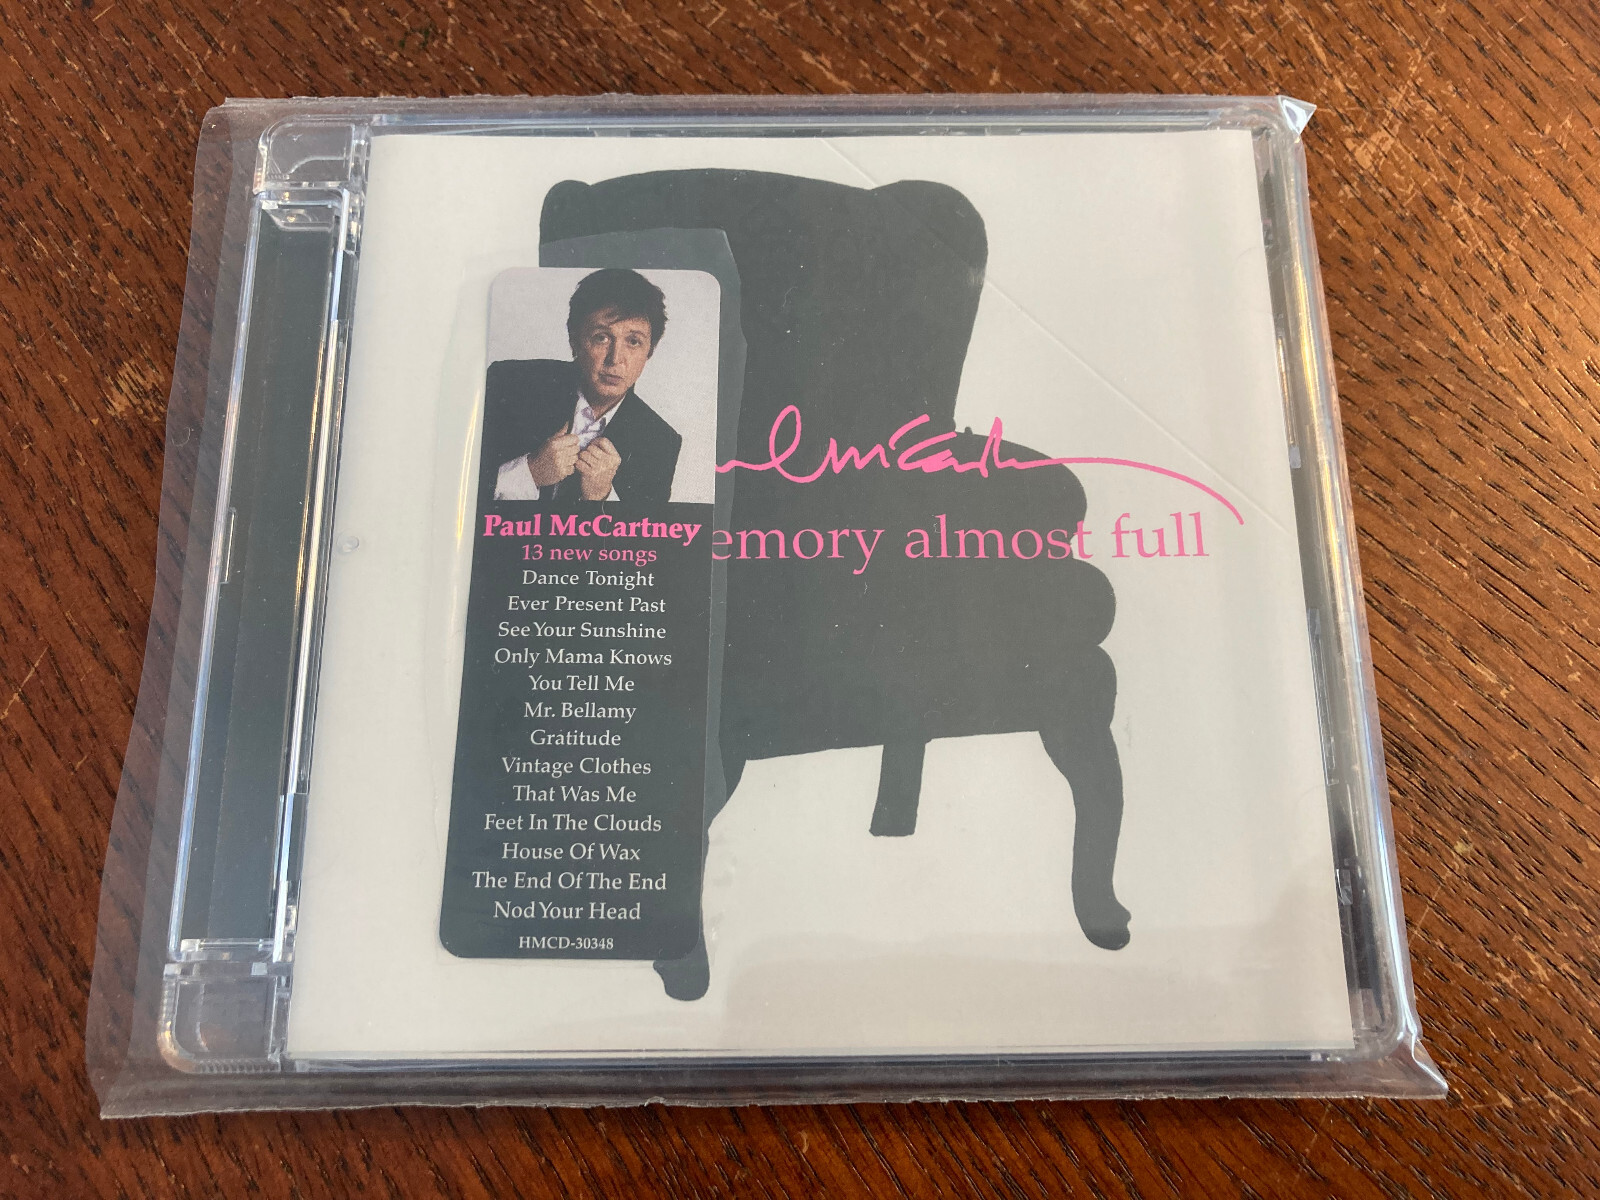 Paul McCartney
13 new songs
Dance Tonight
Ever Present Past
See Your Sunshine
Only Mama Knows
You Tell Me
Mr. Bellamy
Gratitude
Vintage Clothes
That Was Me
Feet In The Clouds
House Of Wax
The End Of The End
Nod Your Head
HMCD-30348
ul McCartney
emory almost full